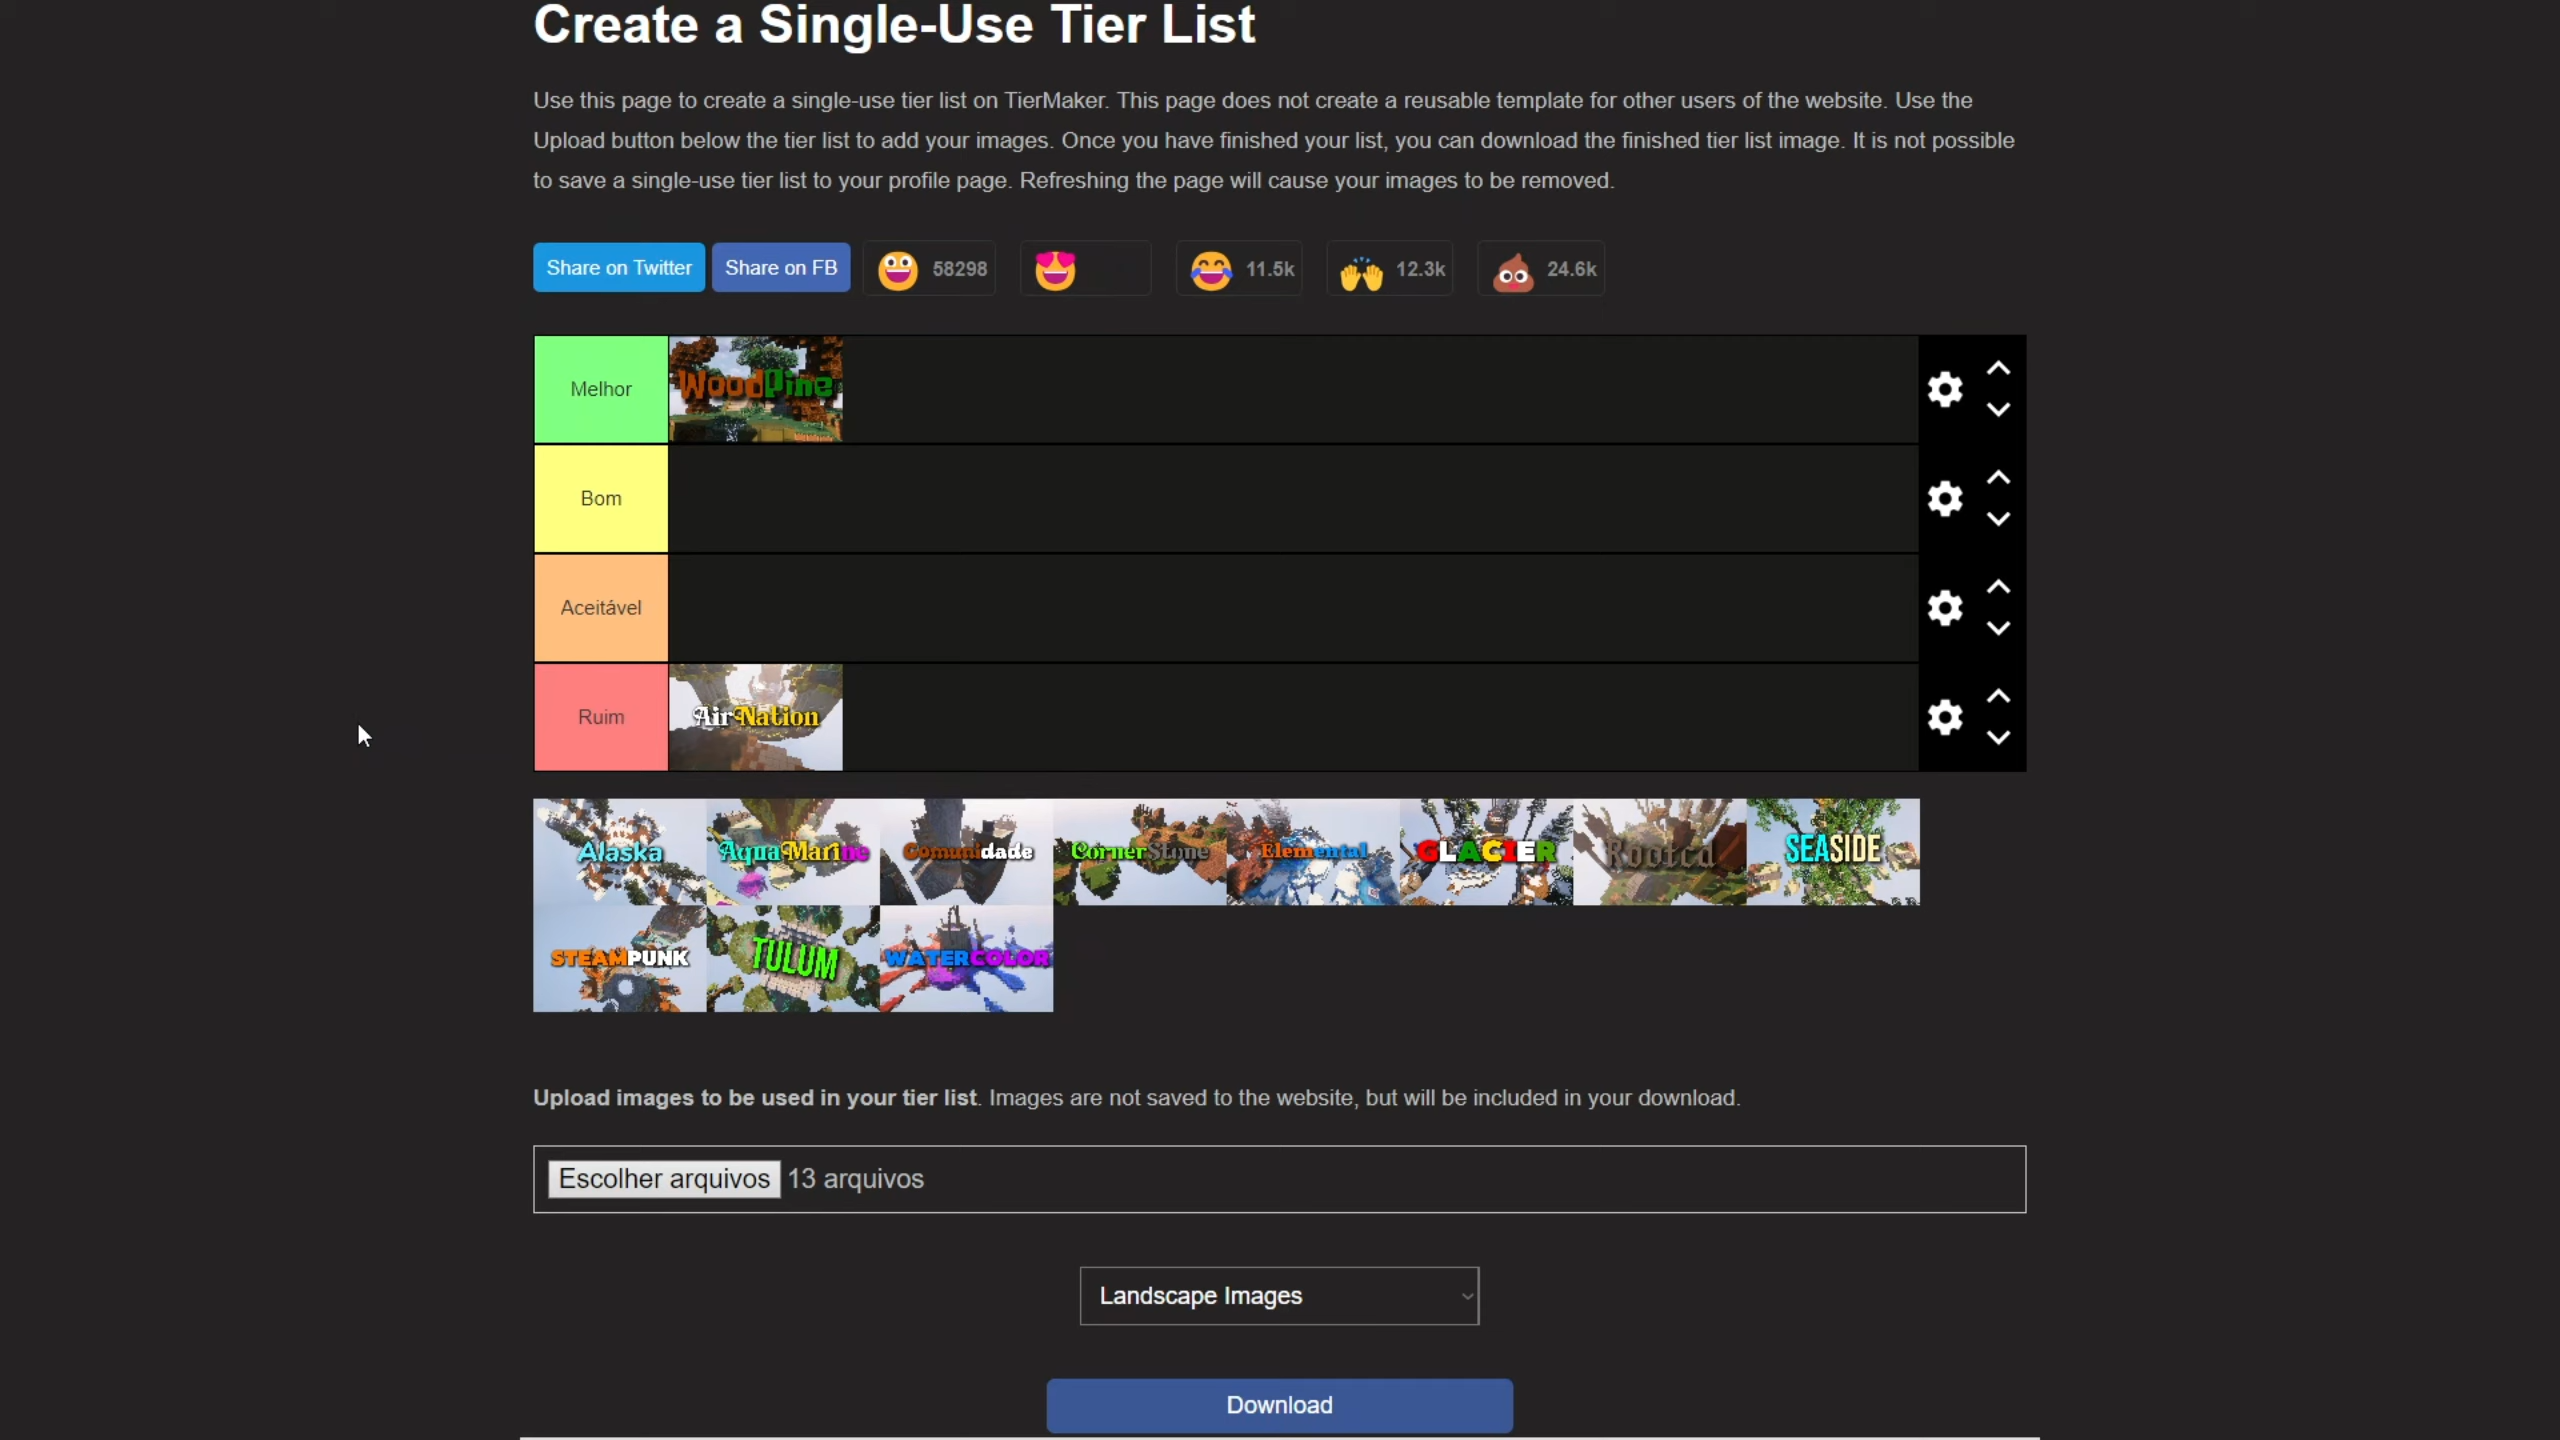 Create a Single-Use Tier List
Use this page to create a single-use tier list on TierMaker. This page does not create a reusable template for other users of the website. Use the
Upload button below the tier list to add your images. Once you have finished your list, you can download the finished tier list image. It is not possible
to save a single-use tier list to your profile page. Refreshing the page will cause your images to be removed.
Share on Twitter Share on FB 58298 11.5k 12.3k 24.6k
Melhor WoodPine
Bom
Aceitável
Ruim AirNation
Alaska AquaMarine Comunidade CornerStone Elemental GLACIER Rooted SEASIDE
STEAMPUNK TULUM WATERCOLOR
Upload images to be used in your tier list. Images are not saved to the website, but will be included in your download.
Escolher arquivos 13 arquivos
Landscape Images
Download